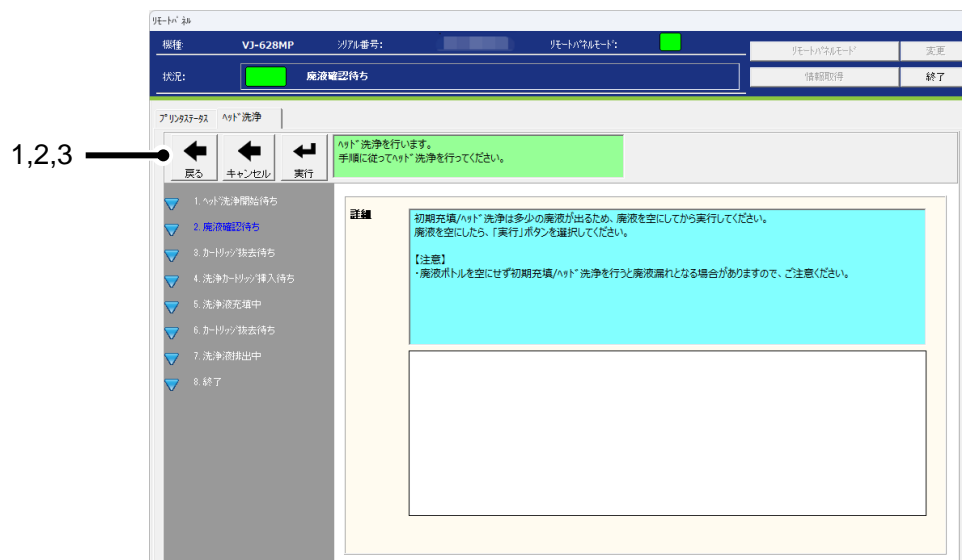 ﾘﾓｰﾄﾊﾟﾈﾙ
機種:
VJ-628MP
ｼﾘｱﾙ番号:
ﾘﾓｰﾄﾊﾟﾈﾙﾓｰﾄﾞ:
ﾘﾓｰﾄﾊﾟﾈﾙﾓｰﾄﾞ
変更
状況:
廃液確認待ち
情報取得
終了
ﾌﾟﾘﾝﾀｽﾃｰﾀｽ
ﾍｯﾄﾞ洗浄
1,2,3
戻る
キャンセル
実行
ﾍｯﾄﾞ洗浄を行います。
手順に従ってﾍｯﾄﾞ洗浄を行ってください。
1. ﾍｯﾄﾞ洗浄開始待ち
2. 廃液確認待ち
3. ｶｰﾄﾘｯｼﾞ抜去待ち
4. 洗浄ｶｰﾄﾘｯｼﾞ挿入待ち
5. 洗浄液充填中
6. ｶｰﾄﾘｯｼﾞ抜去待ち
7. 洗浄液排出中
8. 終了
詳細
初期充填/ﾍｯﾄﾞ洗浄は多少の廃液が出るため、廃液を空にしてから実行してください。
廃液を空にしたら、「実行」ボタンを選択してください。
【注意】
・廃液ボトルを空にせず初期充填/ﾍｯﾄﾞ洗浄を行うと廃液漏れとなる場合がありますので、ご注意ください。